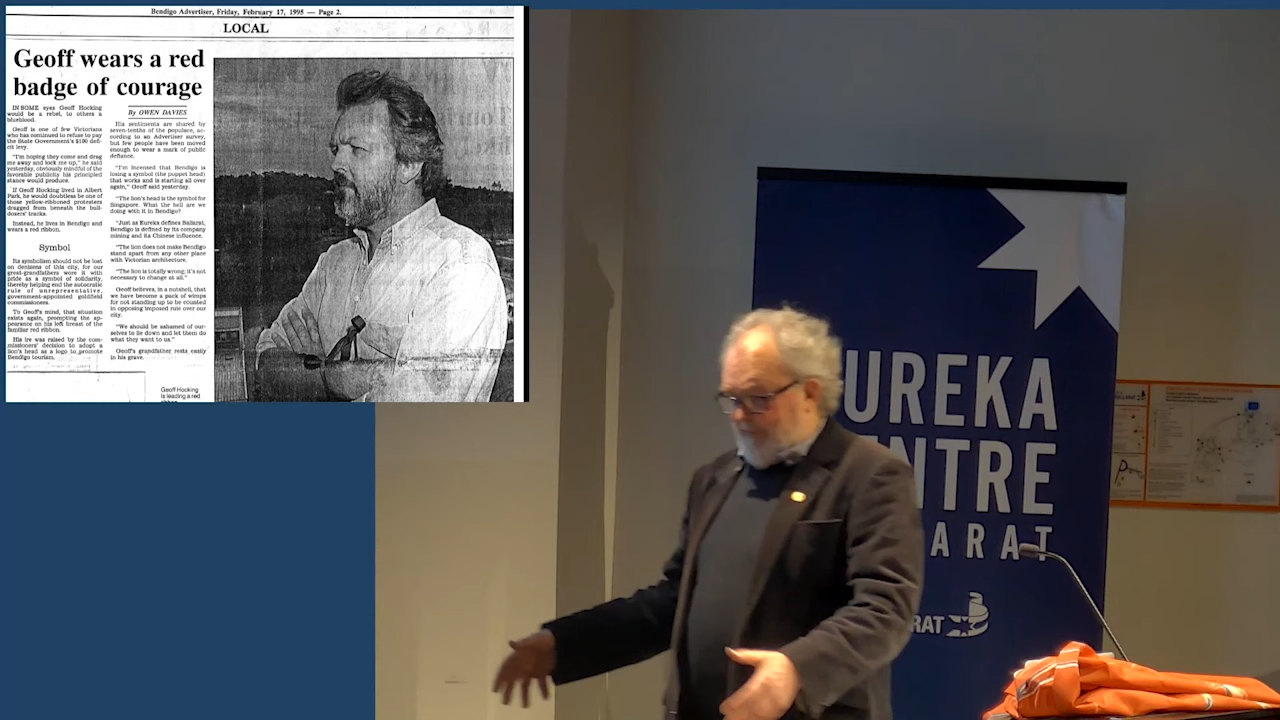 Bendigo Advertiser, Friday, February 17, 1995 — Page 2.
LOCAL
Geoff wears a red
badge of courage
IN SOME eyes Geoff Hocking
would be a rebel, to others a
blueblood.
Geoff is one of few Victorians
who has continued to refuse to pay
the State Government's $100 defi-
cit levy.
"I'm hoping they come and drag
me away and lock me up," he said
yesterday, obviously mindful of the
favorable publicity his principled
stance would produce.
If Geoff Hocking lived in Albert
Park, he would doubtless be one of
those yellow-ribboned protesters
dragged from beneath the bull-
dozers' tracks.
Instead, he lives in Bendigo and
wears a red ribbon.
Symbol
Its symbolism should not be lost
on denizens of this city, for our
great-grandfathers wore it with
pride as a symbol of solidarity,
thereby helping end the autocratic
rule of unrepresentative,
government-appointed goldfield
commissioners.
To Geoff's mind, that situation
exists again, prompting the ap-
pearance on his left breast of the
familiar red ribbon.
His ire was raised by the com-
missioners' decision to adopt a
lion's head as a logo to promote
Bendigo tourism.
By OWEN DAVIES
His sentiments are shared by
seven-tenths of the populace, ac-
cording to an Advertiser survey,
but few people have been moved
enough to wear a mark of public
defiance.
"I'm incensed that Bendigo is
losing a symbol (the poppet head)
that works and is starting all over
again," Geoff said yesterday.
"The lion's head is the symbol for
Singapore. What the hell are we
doing with it in Bendigo?
"Just as Eureka defines Ballarat,
Bendigo is defined by its company
mining and its Chinese influence.
"The lion does not make Bendigo
stand apart from any other place
with Victorian architecture.
"The lion is totally wrong, it's not
necessary to change at all."
Geoff believes, in a nutshell, that
we have become a pack of wimps
for not standing up to be counted
in opposing imposed rule over our
city.
"We should be ashamed of our-
selves to lie down and let them do
what they want to us."
Geoff's grandfather rests easily
in his grave.
Geoff Hocking
is leading a red
UREKA
NTRE
ARAT
RAT